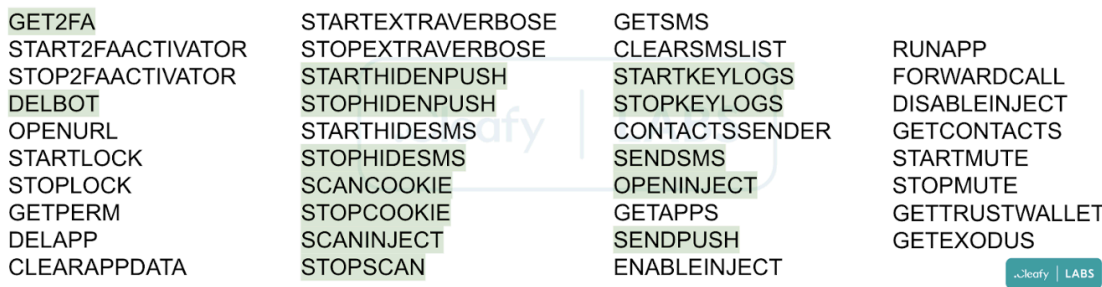 GET2FA
START2FAACTIVATOR
STOP2FAACTIVATOR
DELBOT
OPENURL
STARTLOCK
STOPLOCK
GETPERM
DELAPP
CLEARAPPDATA
STARTEXTRAVERBOSE
STOPEXTRAVERBOSE
STARTHIDENPUSH
STOPHIDENPUSH
STARTHIDESMS
STOPHIDESMS
SCANCOOKIE
STOPCOOKIE
SCANINJECT
STOPSCAN
GETSMS
CLEARSMSLIST
STARTKEYLOGS
STOPKEYLOGS
CONTACTSSENDER
SENDSMS
OPENINJECT
GETAPPS
SENDPUSH
ENABLEINJECT
RUNAPP
FORWARDCALL
DISABLEINJECT
GETCONTACTS
STARTMUTE
STOPMUTE
GETTRUSTWALLET
GETEXODUS
Cleafy | LABS
Cleafy | LABS